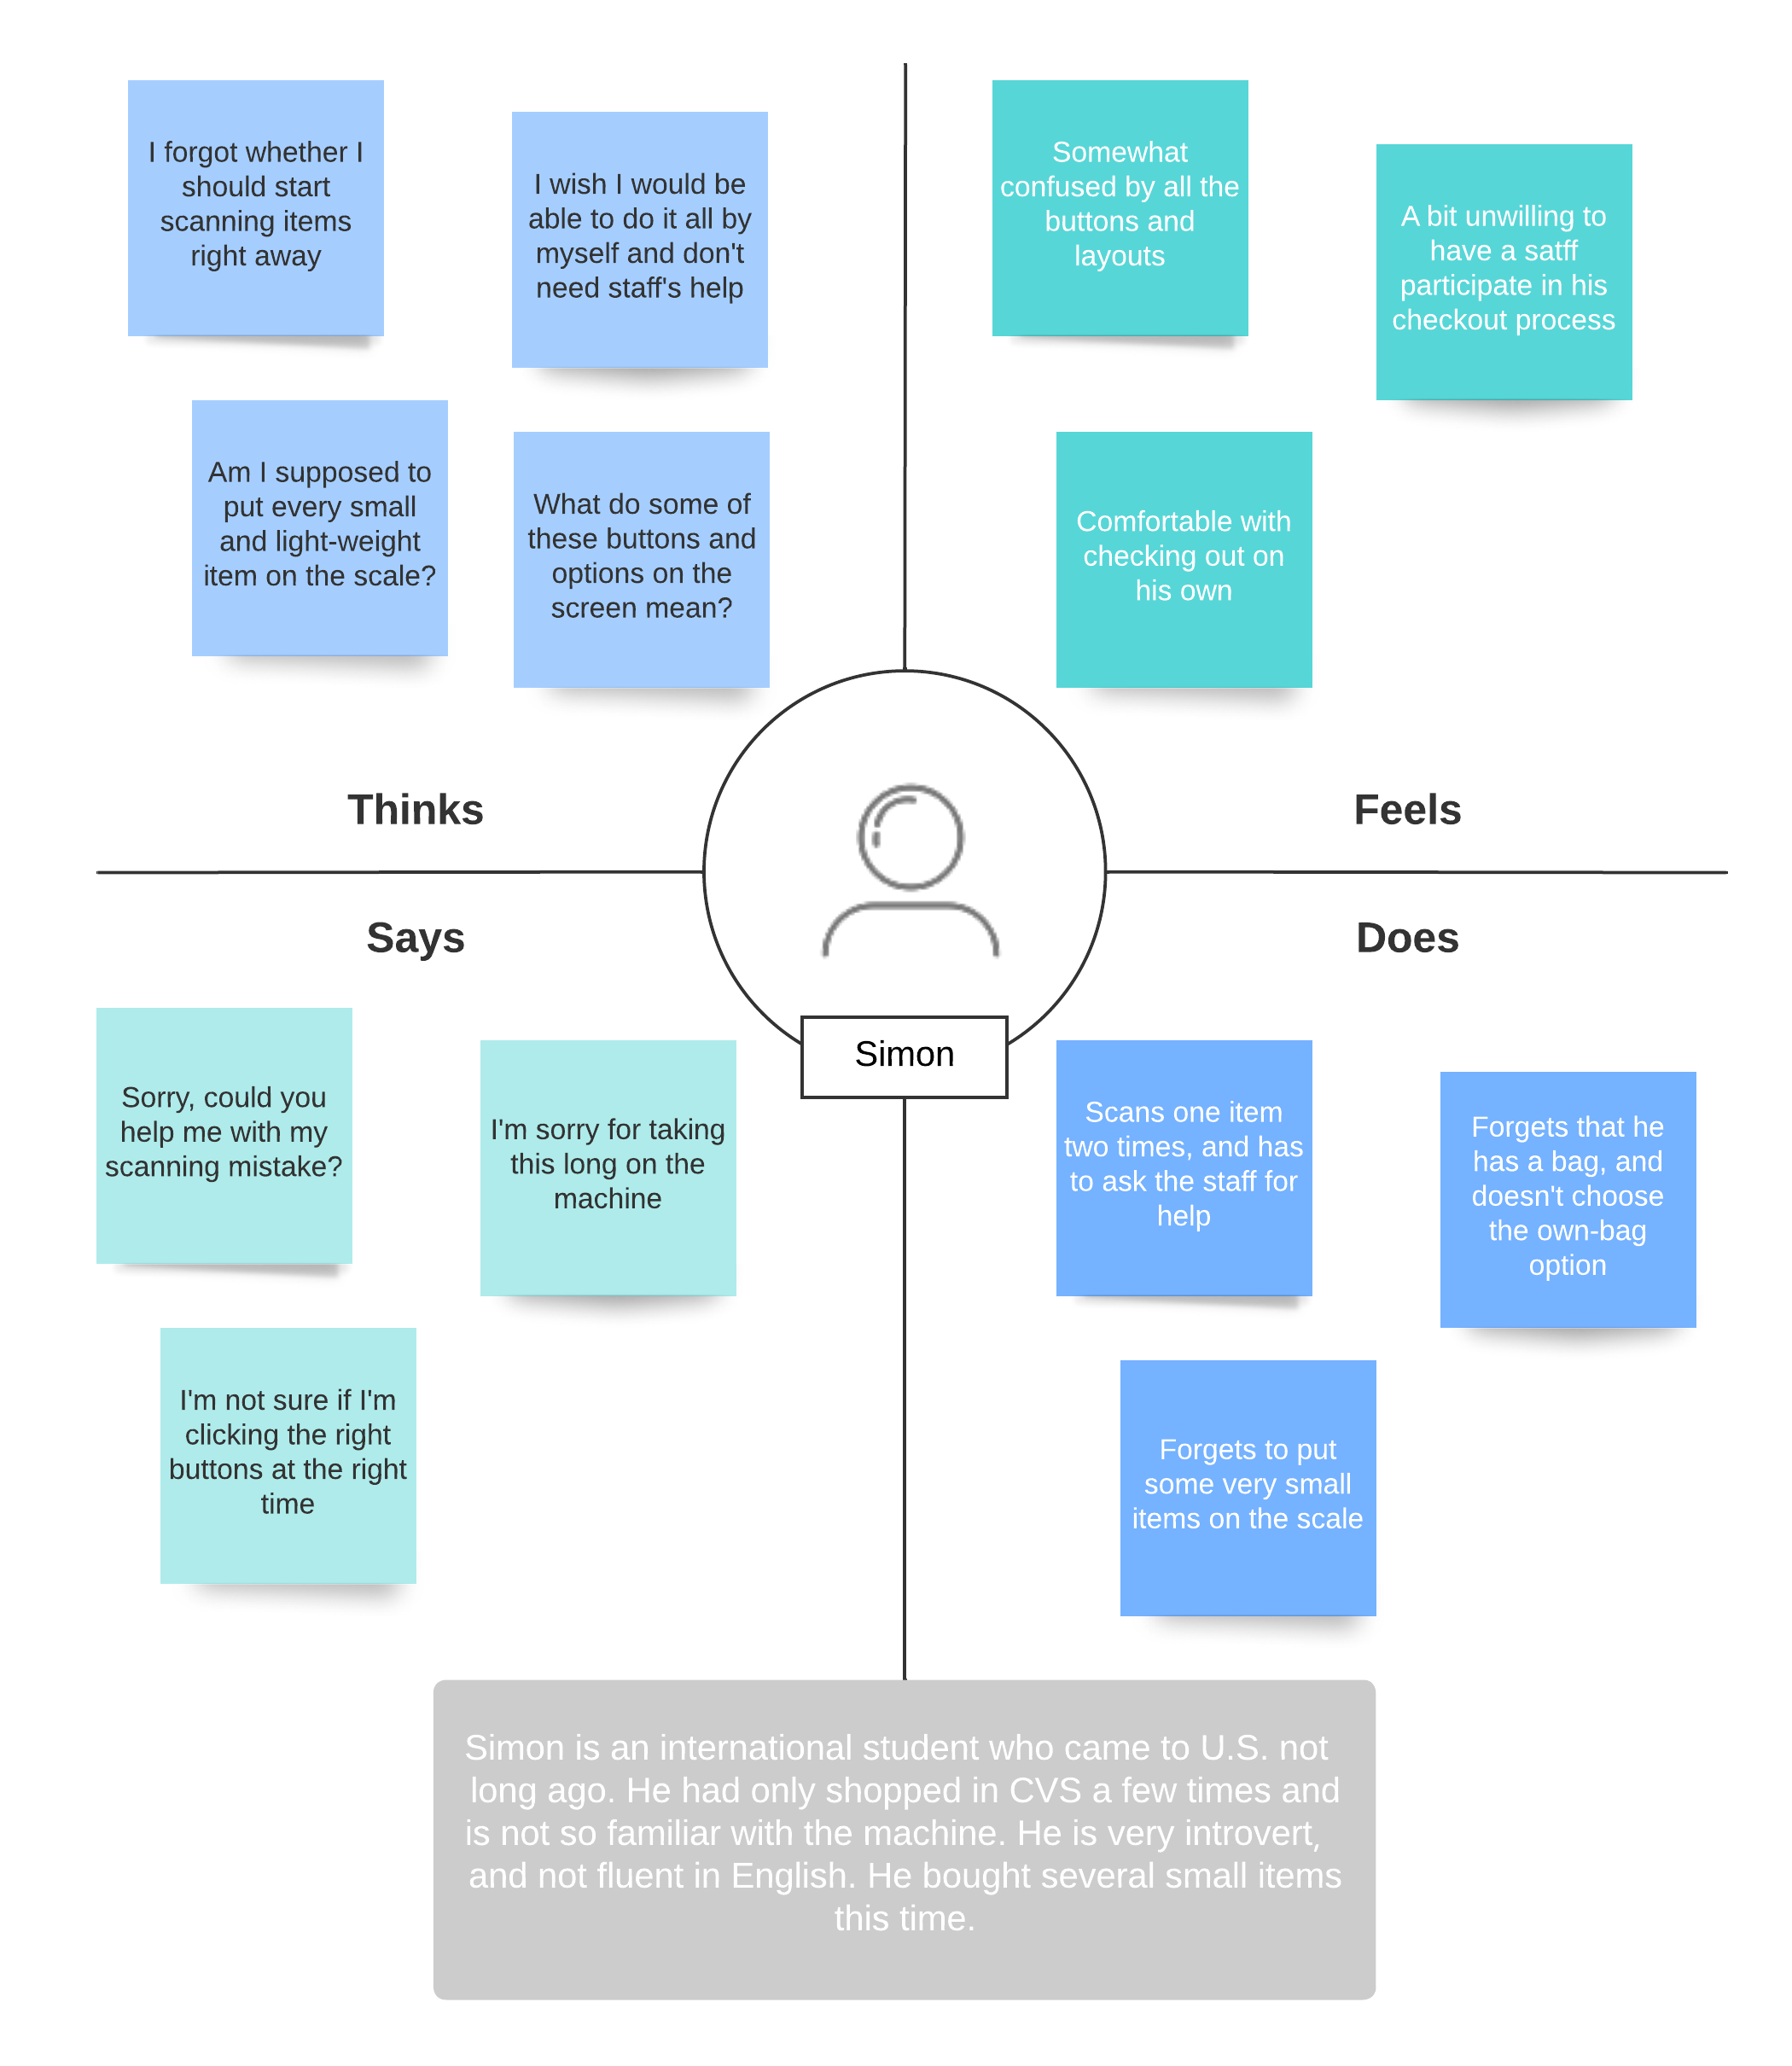 I forgot whether I
should start
scanning items
right away
I wish I would be
able to do it all by
myself and don't
need staff's help
Am I supposed to
put every small
and light-weight
item on the scale?
What do some of
these buttons and
options on the
screen mean?
Thinks
Somewhat
confused by all the
buttons and
layouts
A bit unwilling to
have a satff
participate in his
checkout process
Comfortable with
checking out on
his own
Feels
Says
Sorry, could you
help me with my
scanning mistake?
I'm sorry for taking
this long on the
machine
I'm not sure if I'm
clicking the right
buttons at the right
time
Simon
Does
Scans one item
two times, and has
to ask the staff for
help
Forgets that he
has a bag, and
doesn't choose
the own-bag
option
Forgets to put
some very small
items on the scale
Simon is an international student who came to U.S. not
long ago. He had only shopped in CVS a few times and
is not so familiar with the machine. He is very introvert,
and not fluent in English. He bought several small items
this time.